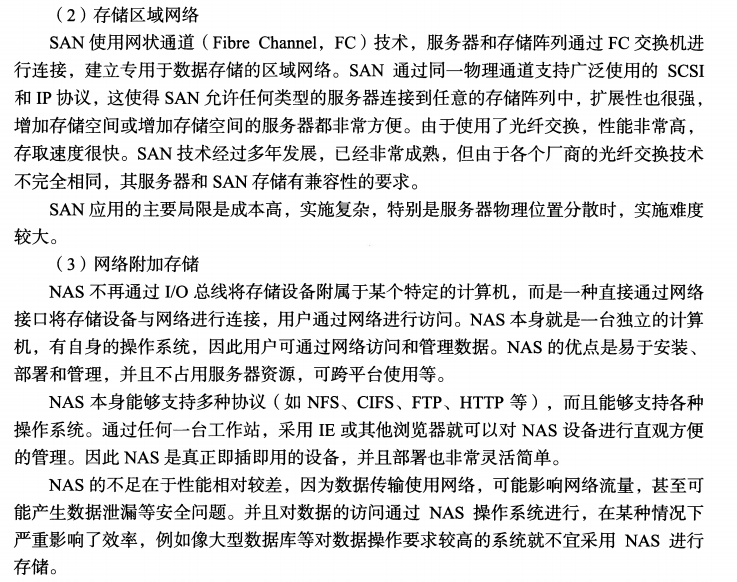 （2）存储区域网络
SAN 使用网状通道（Fibre Channel，FC）技术，服务器和存储阵列通过 FC 交换机进
行连接，建立专用于数据存储的区域网络。SAN 通过同一物理通道支持广泛使用的 SCSI
和 IP 协议，这使得 SAN 允许任何类型的服务器连接到任意的存储阵列中，扩展性也很强，
增加存储空间或增加存储空间的服务器都非常方便。由于使用了光纤交换，性能非常高，
存取速度很快。SAN 技术经过多年发展，已经非常成熟，但由于各个厂商的光纤交换技术
不完全相同，其服务器和 SAN 存储有兼容性的要求。
SAN 应用的主要局限是成本高，实施复杂，特别是服务器物理位置分散时，实施难度
较大。
（3）网络附加存储
NAS 不再通过 I/O 总线将存储设备附属于某个特定的计算机，而是一种直接通过网络
接口将存储设备与网络进行连接，用户通过网络进行访问。NAS 本身就是一台独立的计算
机，有自身的操作系统，因此用户可通过网络访问和管理数据。NAS 的优点是易于安装、
部署和管理，并且不占用服务器资源，可跨平台使用等。
NAS 本身能够支持多种协议（如 NFS、CIFS、FTP、HTTP 等），而且能够支持各种
操作系统。通过任何一台工作站，采用 IE 或其他浏览器就可以对 NAS 设备进行直观方便
的管理。因此 NAS 是真正即插即用的设备，并且部署也非常灵活简单。
NAS 的不足在于性能相对较差，因为数据传输使用网络，可能影响网络流量，甚至可
能产生数据泄漏等安全问题。并且对数据的访问通过 NAS 操作系统进行，在某种情况下
严重影响了效率，例如像大型数据库等对数据操作要求较高的系统就不宜采用 NAS 进行
存储。